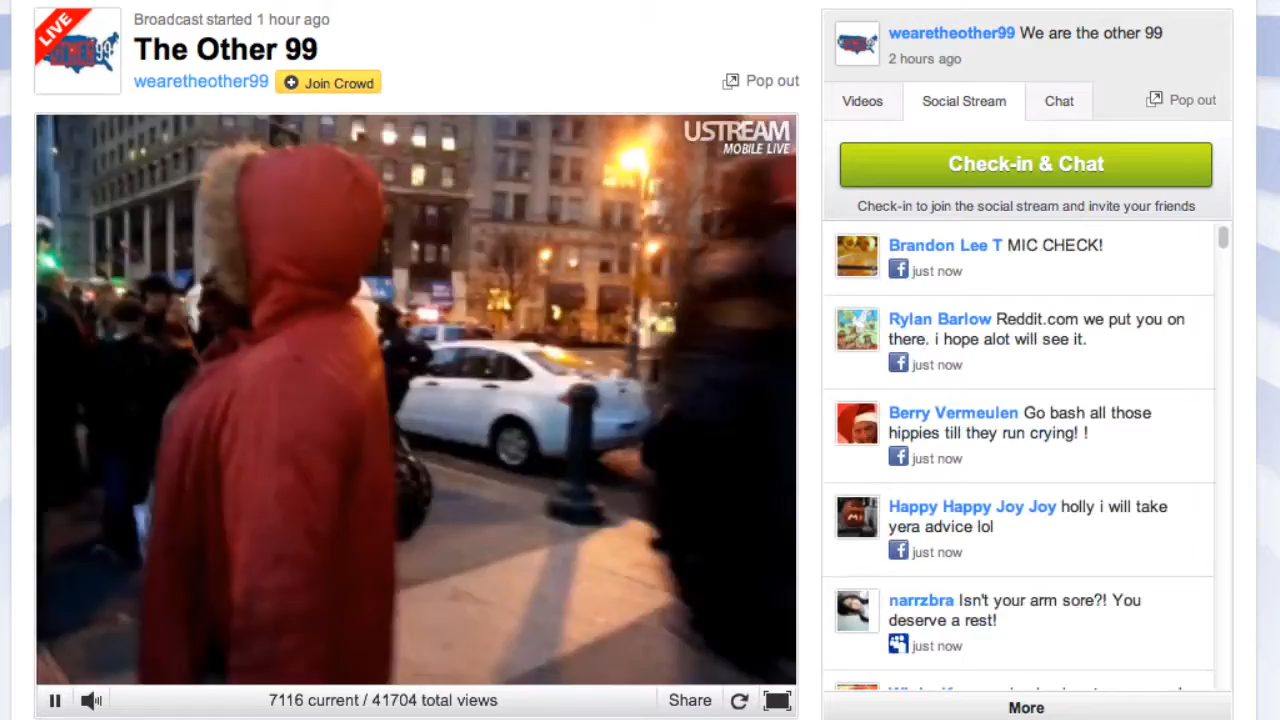 LIVE
Broadcast started 1 hour ago
The Other 99
wearetheother99
Join Crowd
Pop out
USTREAM
MOBILE LIVE
7116 current / 41704 total views
Share
wearetheother99 We are the other 99
2 hours ago
Videos
Social Stream
Chat
Pop out
Check-in & Chat
Check-in to join the social stream and invite your friends
Brandon Lee T MIC CHECK!
just now
Rylan Barlow Reddit.com we put you on
there. i hope alot will see it.
just now
Berry Vermeulen Go bash all those
hippies till they run crying! !
just now
Happy Happy Joy Joy holly i will take
yera advice lol
just now
narrzbra Isn't your arm sore?! You
deserve a rest!
just now
More